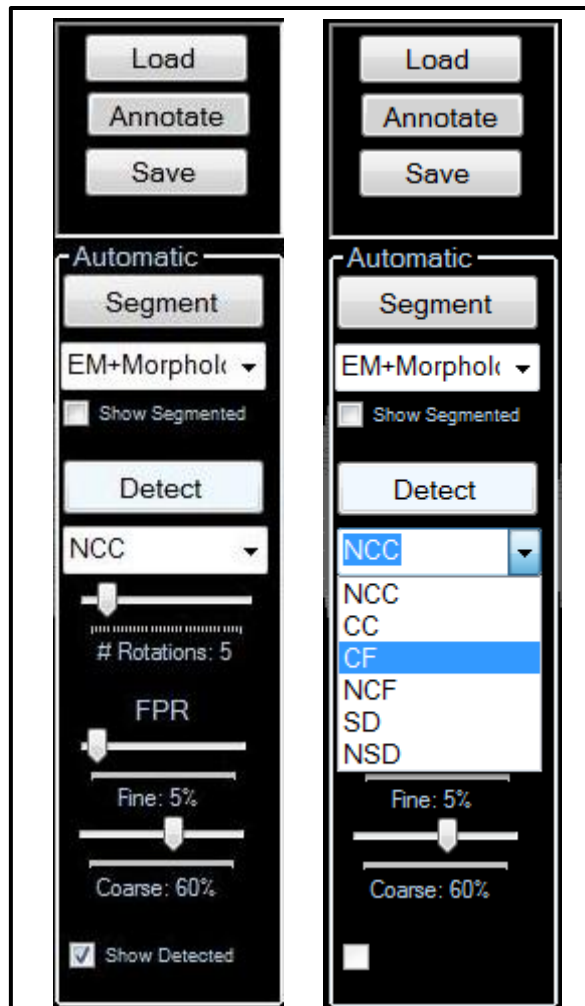 Load
Annotate
Save
Automatic
Segment
EM+Morpholo
Show Segmented
Detect
NCC
# Rotations: 5
FPR
Fine: 5%
Coarse: 60%
Show Detected
Load
Annotate
Save
Automatic
Segment
EM+Morpholo
Show Segmented
Detect
NCC
NCC
CC
CF
NCF
SD
NSD
Fine: 5%
Coarse: 60%